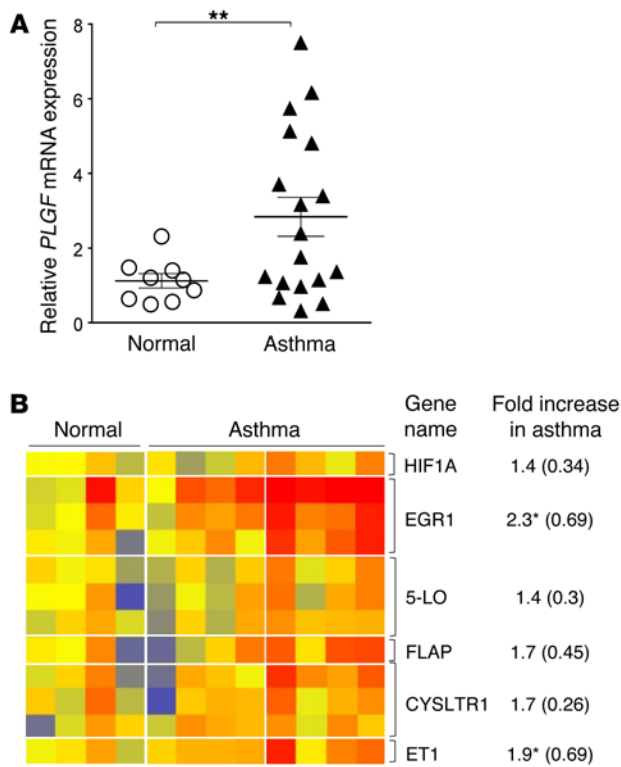 A
**
Relative PLGF mRNA expression
8
6
4
2
0
Normal
Asthma
B
Gene name
Fold increase in asthma
Normal
Asthma
HIF1A 1.4 (0.34)
EGR1 2.3* (0.69)
5-LO 1.4 (0.3)
FLAP 1.7 (0.45)
CYSLTR1 1.7 (0.26)
ET1 1.9* (0.69)